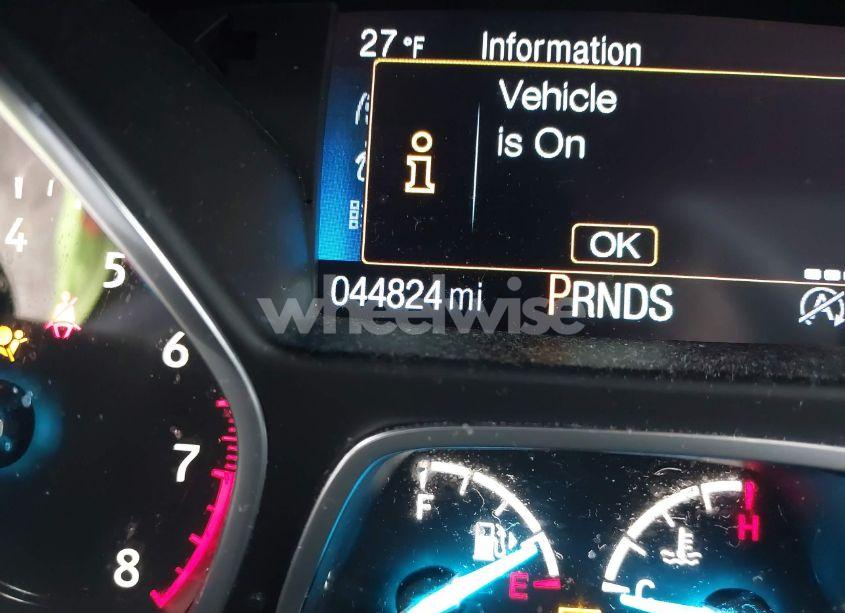 27 °F Information
Vehicle
is On
OK
044824 mi PRNDS
wheelwise
4
5
6
7
8
F
E
H
C
A